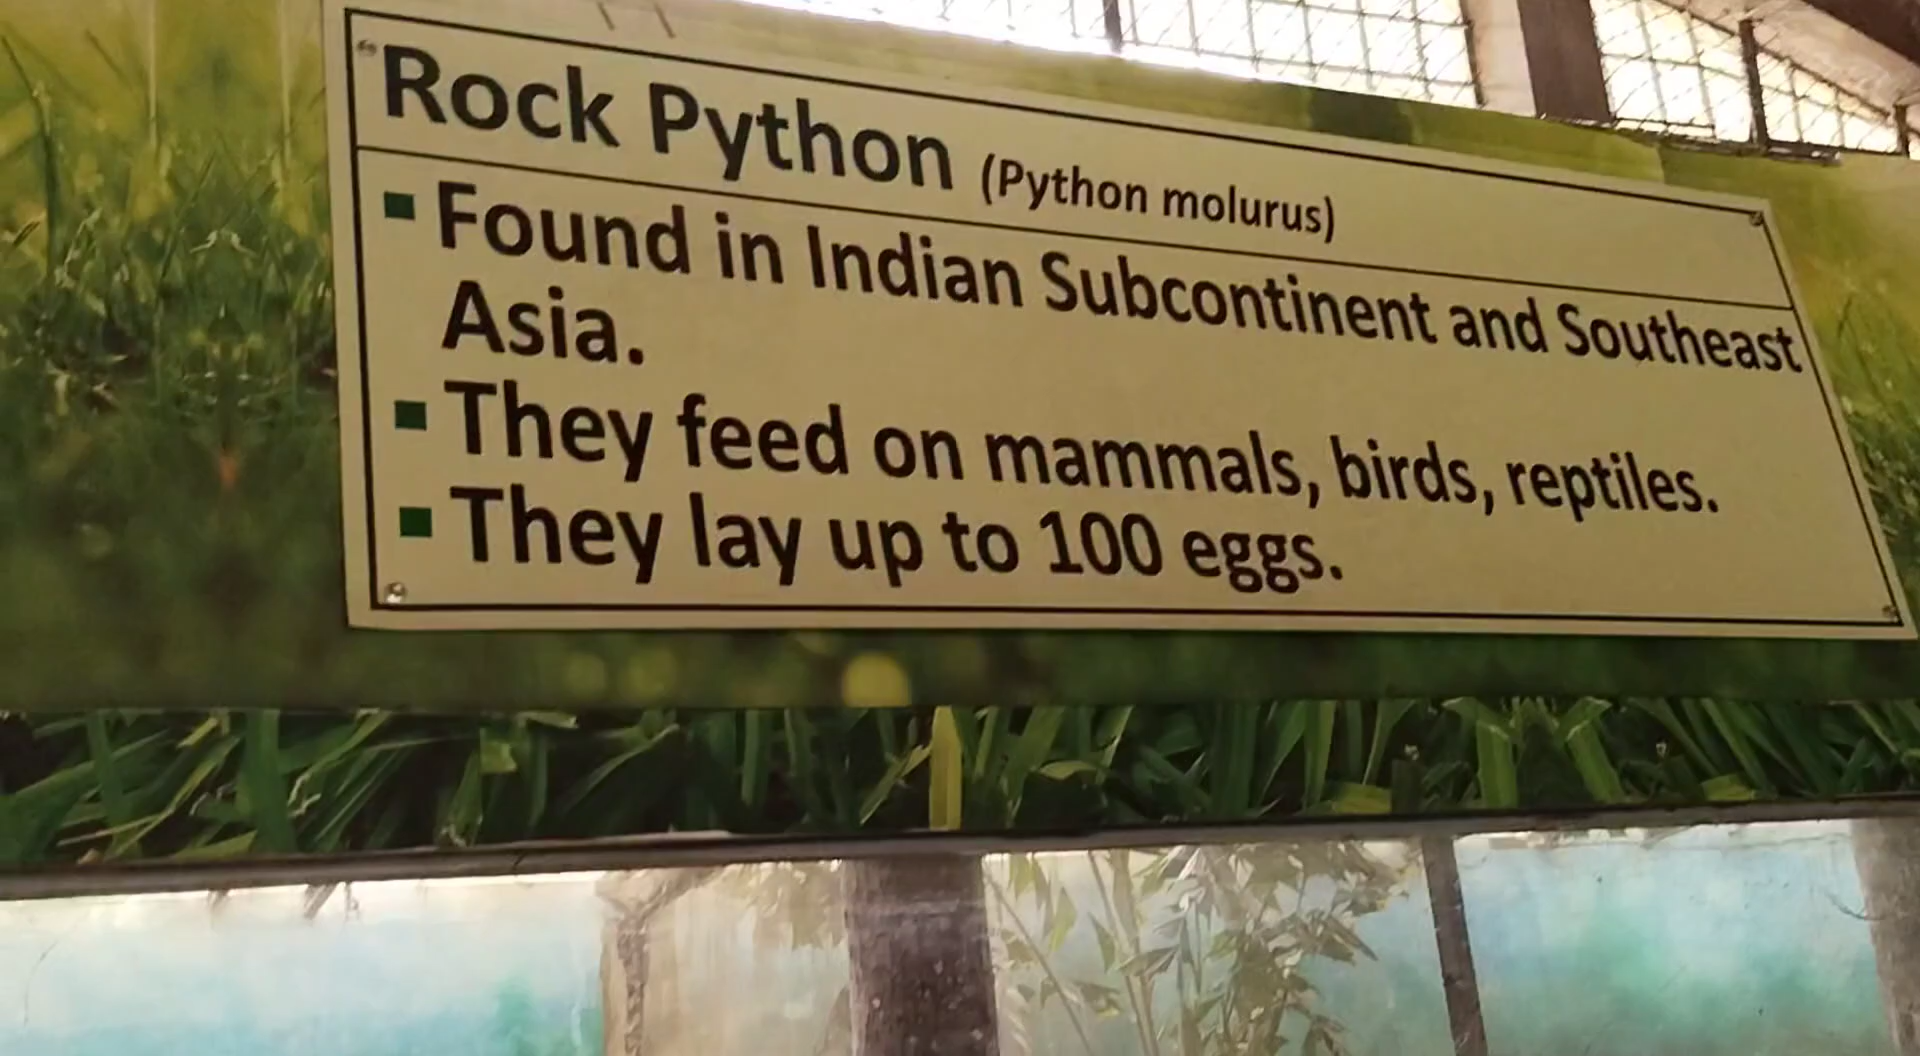 Rock Python (Python molurus)
▪ Found in Indian Subcontinent and Southeast
Asia.
▪ They feed on mammals, birds, reptiles.
▪ They lay up to 100 eggs.